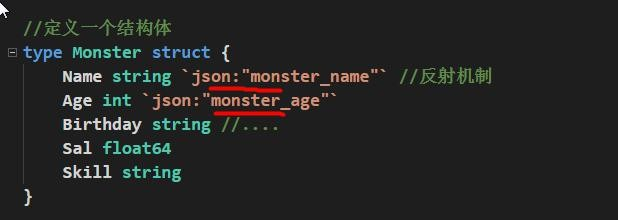 //定义一个结构体
type Monster struct {
Name string `json:"monster_name"` //反射机制
Age int `json:"monster_age"`
Birthday string //....
Sal float64
Skill string
}